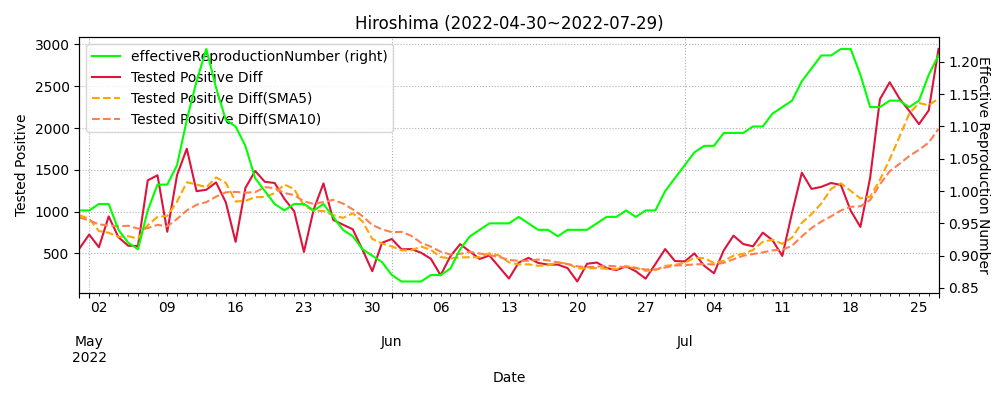 Hiroshima (2022-04-30~2022-07-29)
effectiveReproductionNumber (right)
Tested Positive Diff
Tested Positive Diff(SMA5)
Tested Positive Diff(SMA10)
Tested Positive
3000
2500
2000
1500
1000
500
1.20
1.15
1.10
1.05
1.00
0.95
0.90
0.85
Effective Reproduction Number
02 09 16 23 30 06 13 20 27 04 11 18 25
May Jun Jul
2022
Date